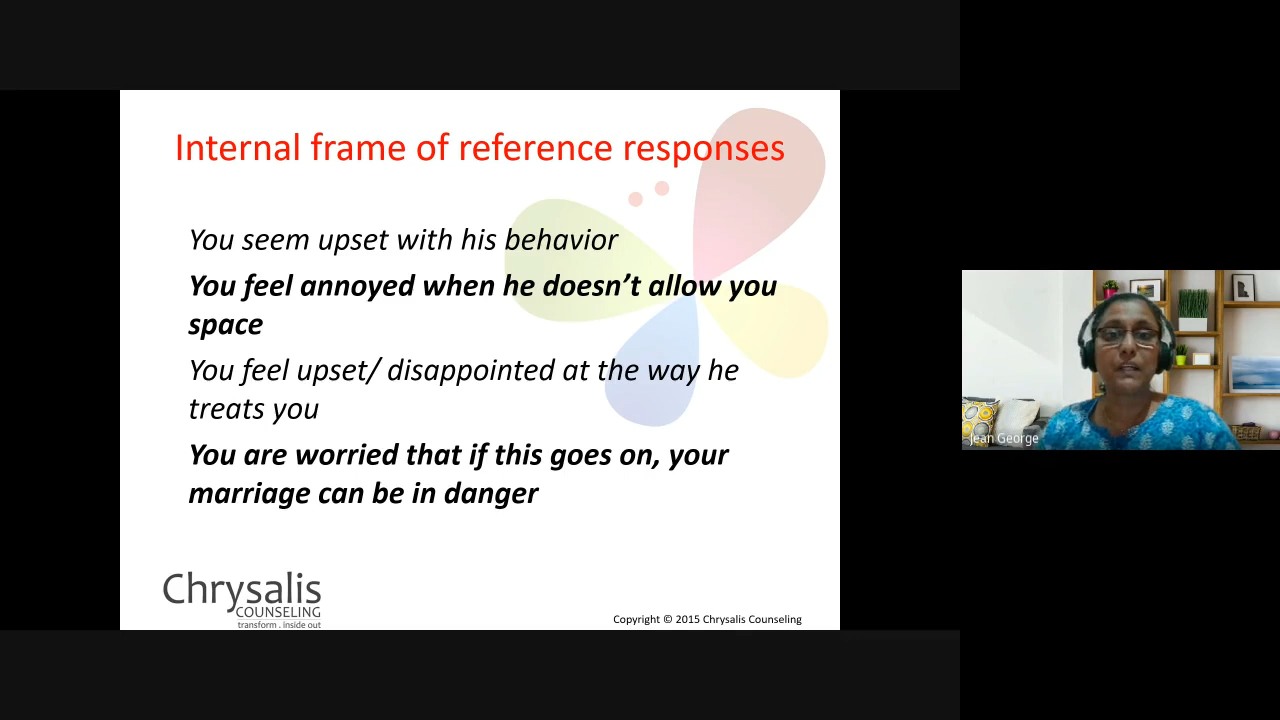 Internal frame of reference responses
You seem upset with his behavior
You feel annoyed when he doesn’t allow you
space
You feel upset/ disappointed at the way he
treats you
You are worried that if this goes on, your
marriage can be in danger
Chrysalis
COUNSELING
transform . inside out
Copyright © 2015 Chrysalis Counseling
Jean George